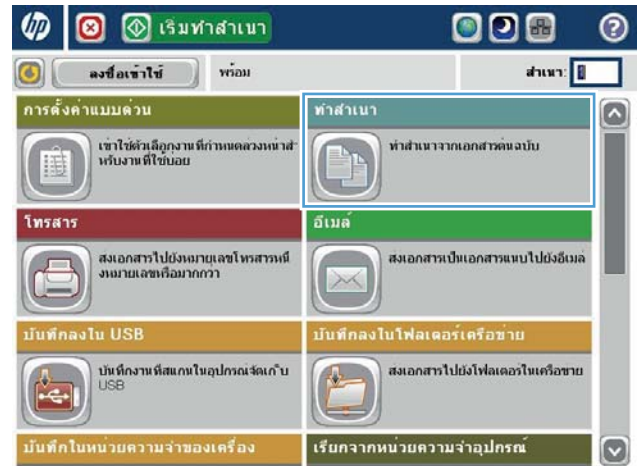 hp
เริ่มทำสำเนา
ลงชื่อเข้าใช้
พร้อม
สำเนา: 1
การตั้งค่าแบบด่วน
ทำสำเนา
เข้าใช้ตัวเลือกงานที่กำหนดล่วงหน้าสำ
หรับงานที่ใช้บ่อย
ทำสำเนาจากเอกสารต้นฉบับ
โทรสาร
อีเมล์
ส่งเอกสารไปยังหมายเลขโทรสารหนึ่
งหมายเลขหรือมากกว่า
ส่งเอกสารเป็นเอกสารแนบไปยังอีเมล
บันทึกลงใน USB
บันทึกลงในโฟลเดอร์เครือข่าย
บันทึกงานที่สแกนในอุปกรณ์จัดเก็บ
USB
ส่งเอกสารไปยังโฟลเดอร์ในเครือข่าย
บันทึกในหน่วยความจำของเครื่อง
เรียกจากหน่วยความจำอุปกรณ์